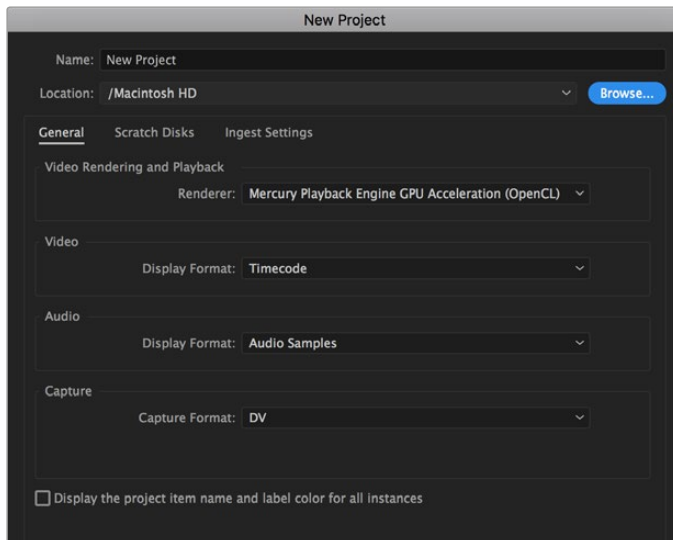 New Project
Name: New Project
Location: /Macintosh HD Browse...
General Scratch Disks Ingest Settings
Video Rendering and Playback
Renderer: Mercury Playback Engine GPU Acceleration (OpenCL)
Video
Display Format: Timecode
Audio
Display Format: Audio Samples
Capture
Capture Format: DV
Display the project item name and label color for all instances